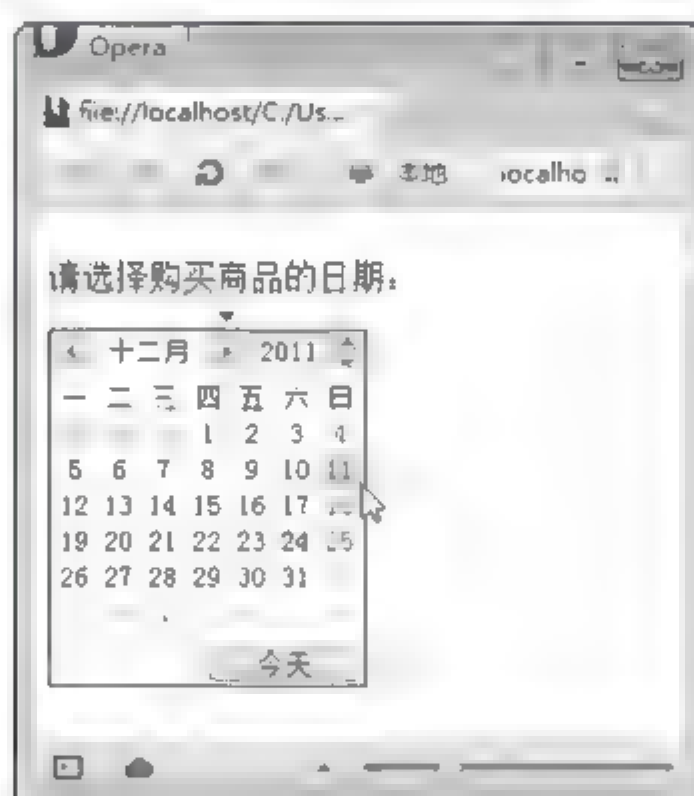 Opera
file://localhost/C:/Us...
本地
请选择购买商品的日期：
十二月 2011
一 二 三 四 五 六 日
1 2 3 4
5 6 7 8 9 10 11
12 13 14 15 16 17
19 20 21 22 23 24 25
26 27 28 29 30 31
今天